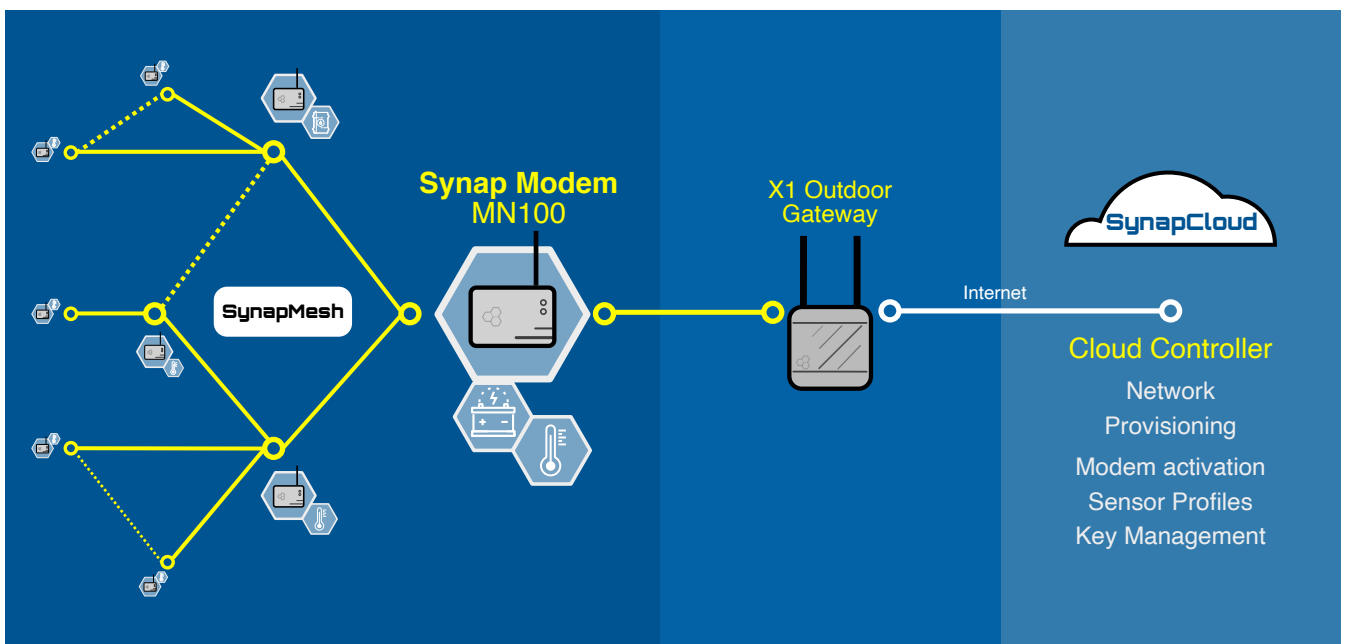 SynapMesh
Synap Modem
MN100
X1 Outdoor
Gateway
Internet
SynapCloud
Cloud Controller
Network
Provisioning
Modem activation
Sensor Profiles
Key Management